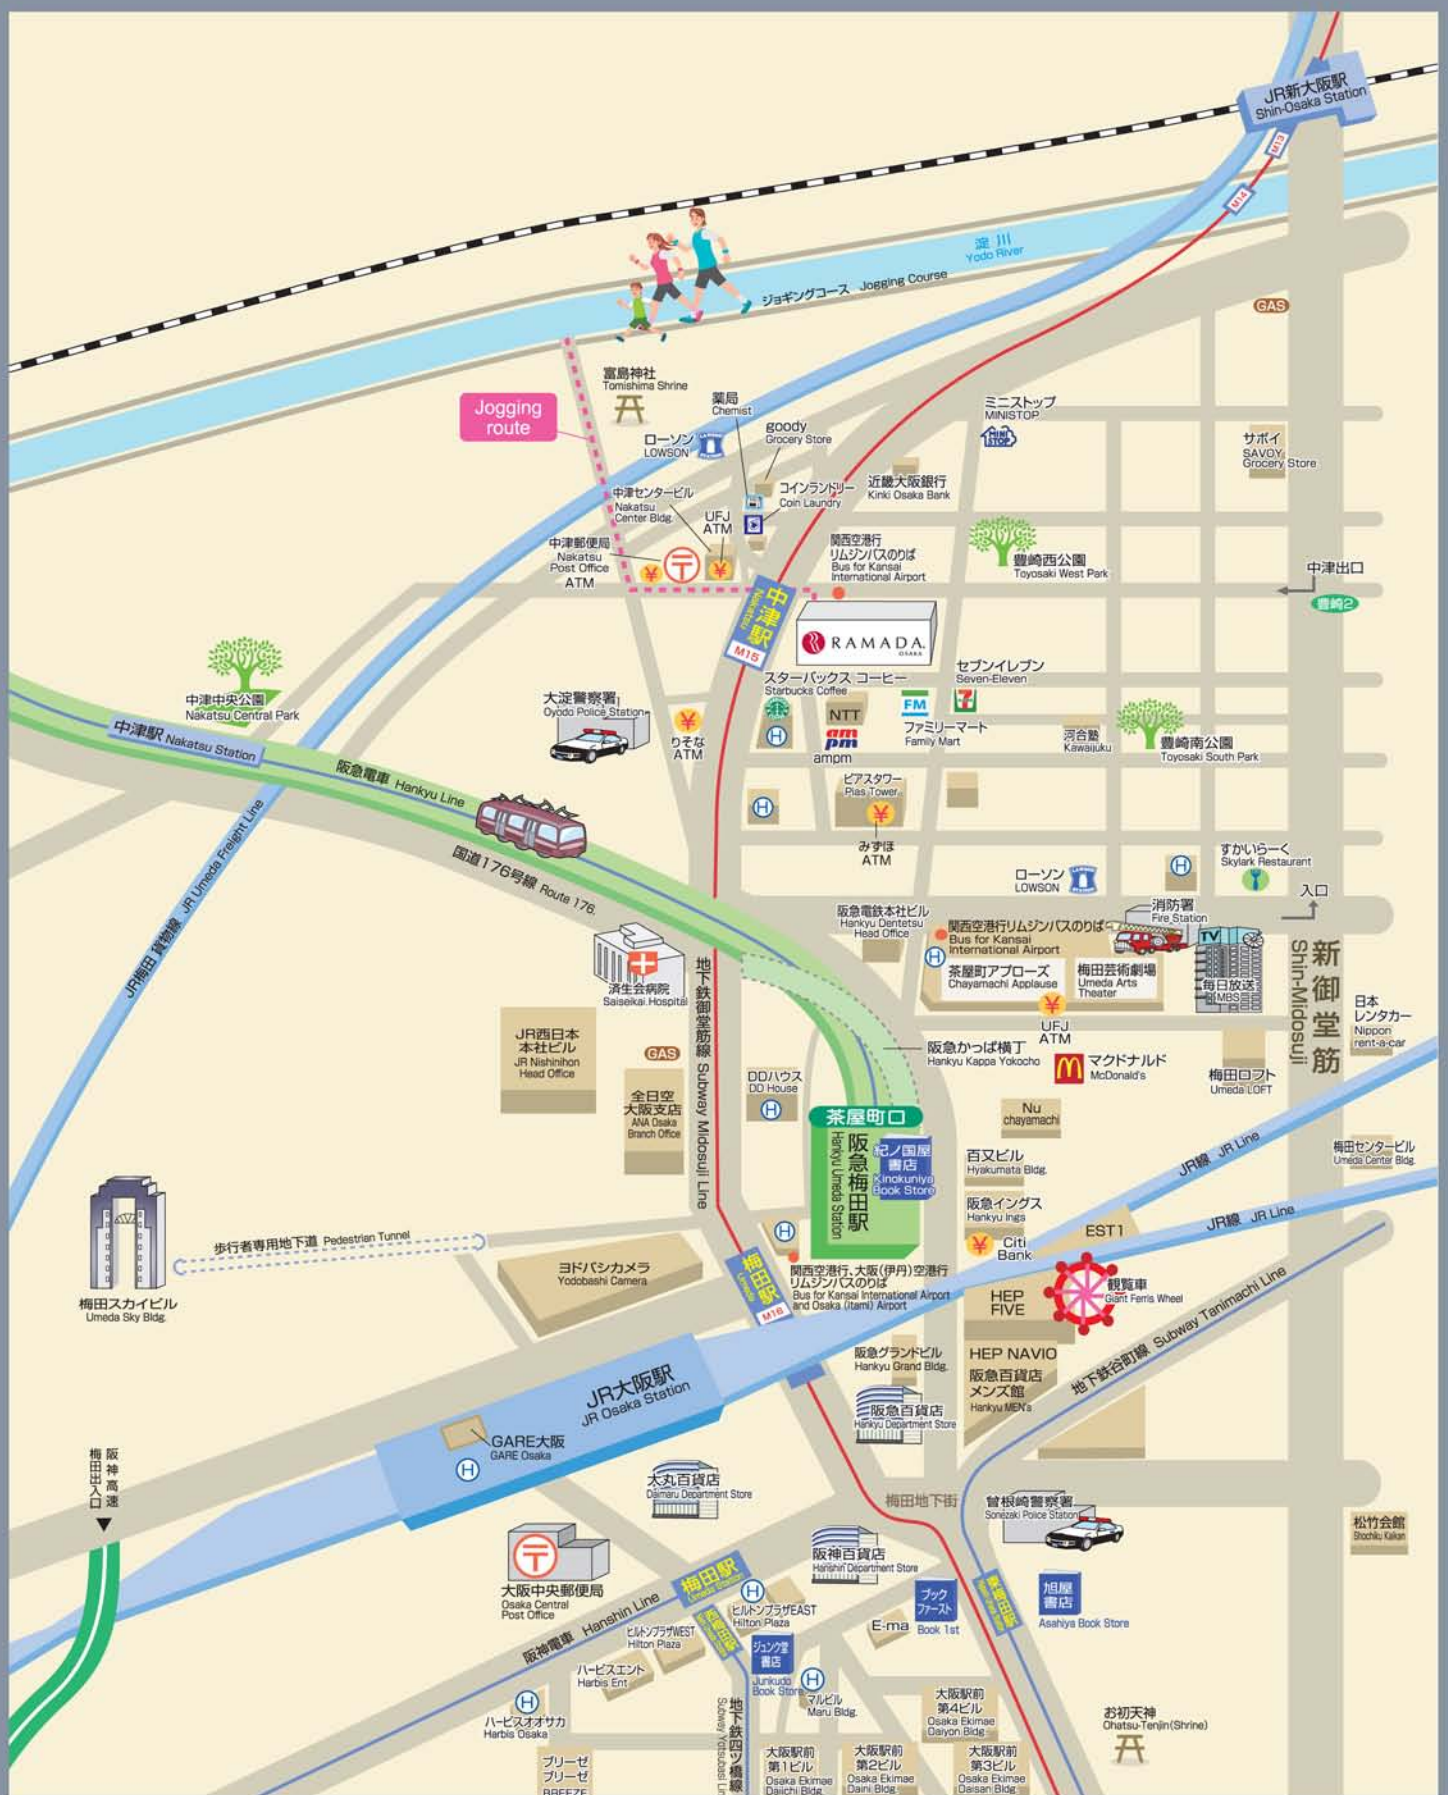 JR新大阪駅
Shin-Osaka Station
M13
M14
淀川
Yodo River
ジョギングコース Jogging Course
GAS
富島神社
Tomishima Shrine
Jogging
route
薬局
Chemist
goody
Grocery Store
ローソン
LOWSON
ミニストップ
MINISTOP
MINI
STOP
サボイ
SAVOY
Grocery Store
近畿大阪銀行
Kinki Osaka Bank
コインランドリー
Coin Laundry
中津センタービル
Nakatsu
Center Bldg.
UFJ
ATM
中津郵便局
Nakatsu
Post Office
ATM
関西空港行
リムジンバスのりば
Bus for Kansai
International Airport
豊崎西公園
Toyosaki West Park
中津出口
豊崎2
中津駅
Nakatsu
M15
RAMADA
OSAKA
中津中央公園
Nakatsu Central Park
大淀警察署
Oyodo Police Station
りそな
ATM
スターバックス コーヒー
Starbucks Coffee
セブンイレブン
Seven-Eleven
NTT
FM
ファミリーマート
Family Mart
am
pm
ampm
河合塾
Kawaijuku
豊崎南公園
Toyosaki South Park
中津駅 Nakatsu Station
阪急電車 Hankyu Line
国道176号線 Route 176.
JR梅田貨物線 JR Umeda Freight Line
ピアスタワー
Pias Tower
みずほ
ATM
ローソン
LOWSON
すかいらーく
Skylark Restaurant
入口
阪急電鉄本社ビル
Hankyu Dentetsu
Head Office
関西空港行リムジンバスのりば
Bus for Kansai
International Airport
消防署
Fire Station
TV
毎日放送
MBS
茶屋町アプローズ
Chayamachi Applause
梅田芸術劇場
Umeda Arts
Theater
UFJ
ATM
新御堂筋
Shin-Midosuji
日本
レンタカー
Nippon
rent-a-car
済生会病院
Saiseikai Hospital
地下鉄御堂筋線 Subway Midosuji Line
JR西日本
本社ビル
JR Nishinihon
Head Office
GAS
全日空
大阪支店
ANA Osaka
Branch Office
DDハウス
DD House
阪急かっぱ横丁
Hankyu Kappa Yokocho
マクドナルド
McDonald's
梅田ロフト
Umeda LOFT
Nu
chayamachi
茶屋町口
阪急梅田駅
Hankyu Umeda Station
紀ノ国屋
書店
Kinokuniya
Book Store
百又ビル
Hyakumata Bldg.
阪急イングス
Hankyu Ings
Citi
Bank
EST1
JR線 JR Line
JR線 JR Line
梅田センタービル
Umeda Center Bldg.
梅田スカイビル
Umeda Sky Bldg.
歩行者専用地下道 Pedestrian Tunnel
ヨドバシカメラ
Yodobashi Camera
梅田駅
Umeda
M16
関西空港、大阪(伊丹)空港行
リムジンバスのりば
Bus for Kansai International Airport
and Osaka (Itami) Airport
HEP
FIVE
観覧車
Giant Ferris Wheel
阪急グランドビル
Hankyu Grand Bldg.
HEP NAVIO
阪急百貨店
メンズ館
Hankyu MEN's
地下鉄谷町線 Subway Tanimachi Line
JR大阪駅
JR Osaka Station
GARE大阪
GARE Osaka
阪急百貨店
Hankyu Department Store
阪神高速
梅田出入口
大丸百貨店
Daimaru Department Store
梅田地下街
曽根崎警察署
Sonezaki Police Station
松竹会館
Shochiku Kaikan
大阪中央郵便局
Osaka Central
Post Office
阪神百貨店
Hanshin Department Store
梅田駅
Umeda Station
阪神電車 Hanshin Line
西梅田駅
東梅田駅
ヒルトンプラザEAST
Hilton Plaza
ヒルトンプラザWEST
Hilton Plaza
ブック
ファースト
Book 1st
E-ma
旭屋
書店
Asahiya Book Store
ジュンク堂
書店
Junkudo
Book Store
ハービスエント
Harbis Ent
ハービスオオサカ
Harbis Osaka
マルビル
Maru Bldg.
地下鉄四ツ橋線
Subway Yotsubasi Lin
ブリーゼ
ブリーゼ
BREEZE
大阪駅前
第1ビル
Osaka Ekimae
Daiichi Bldg.
大阪駅前
第2ビル
Osaka Ekimae
Daini Bldg.
大阪駅前
第4ビル
Osaka Ekimae
Daiyon Bldg.
大阪駅前
第3ビル
Osaka Ekimae
Daisan Bldg.
お初天神
Ohatsu-Tenjin(Shrine)